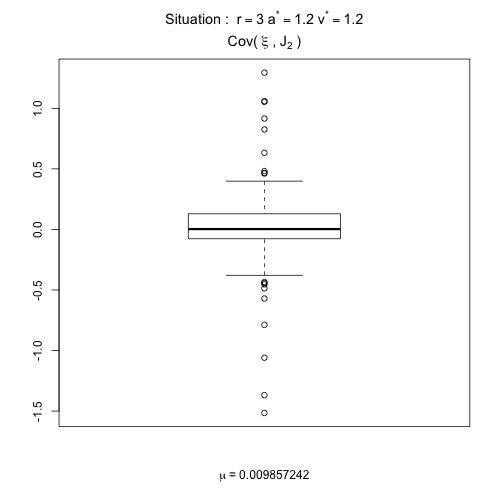 Situation : r = 3 a* = 1.2 v* = 1.2
Cov( ξ , J₂ )
1.0
0.5
0.0
-0.5
-1.0
-1.5
μ = 0.009857242